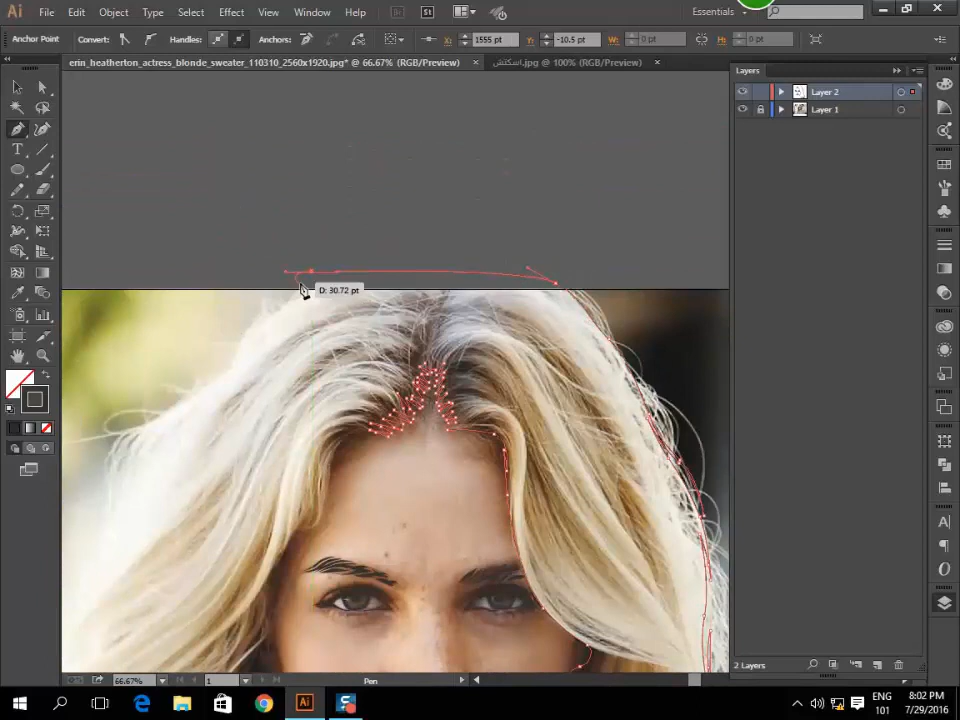 Ai File Edit Object Type Select Effect View Window Help Br St Essentials
Anchor Point Convert: Handles: Anchors: X: 1555 pt Y: -10.5 pt W: 0 pt H: 0 pt
erin_heatherton_actress_blonde_sweater_110310_2560x1920.jpg* @ 66.67% (RGB/Preview) × اسكتش.jpg @ 100% (RGB/Preview) ×
Layers
Layer 2
Layer 1
D: 30.72 pt
2 Layers
66.67% 1 Pen
ENG 8:02 PM
101 7/29/2016